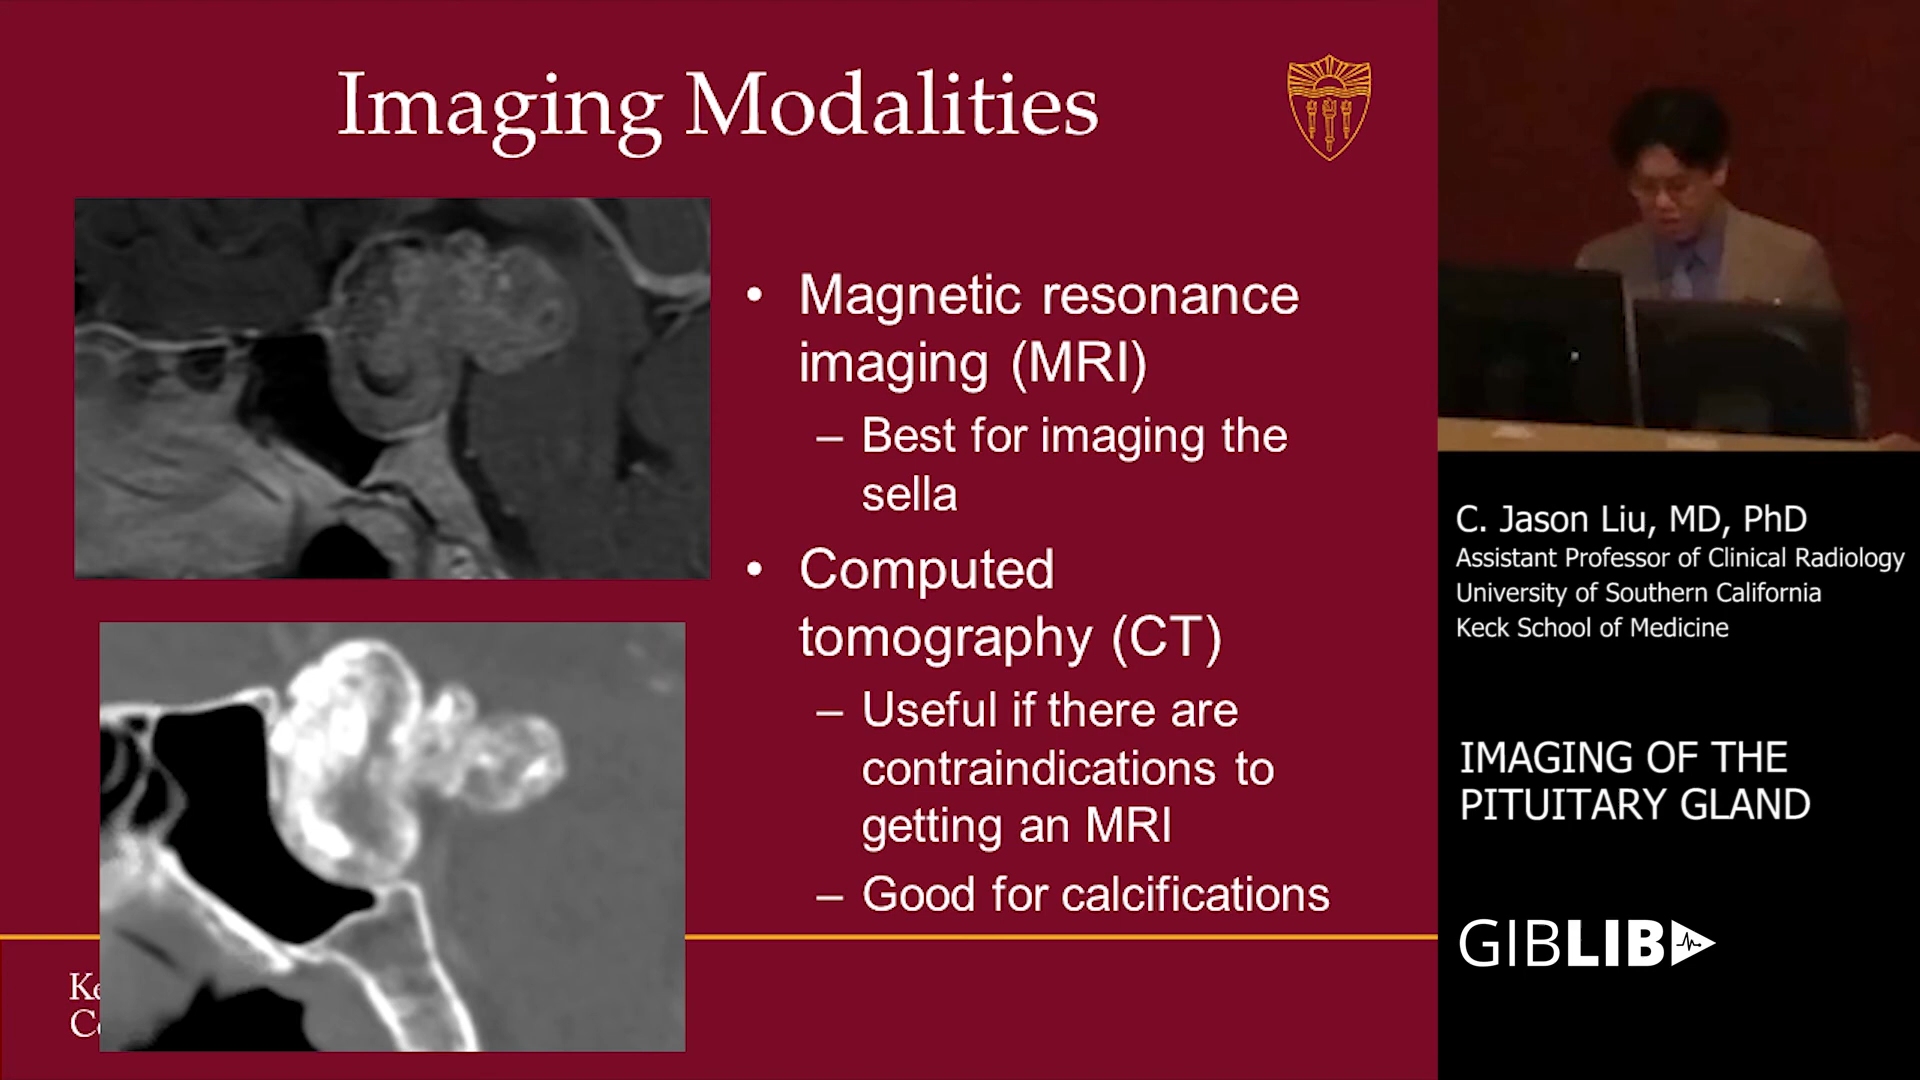 Imaging Modalities
• Magnetic resonance
imaging (MRI)
– Best for imaging the
sella
• Computed
tomography (CT)
– Useful if there are
contraindications to
getting an MRI
– Good for calcifications
C. Jason Liu, MD, PhD
Assistant Professor of Clinical Radiology
University of Southern California
Keck School of Medicine
IMAGING OF THE
PITUITARY GLAND
GIBLIB